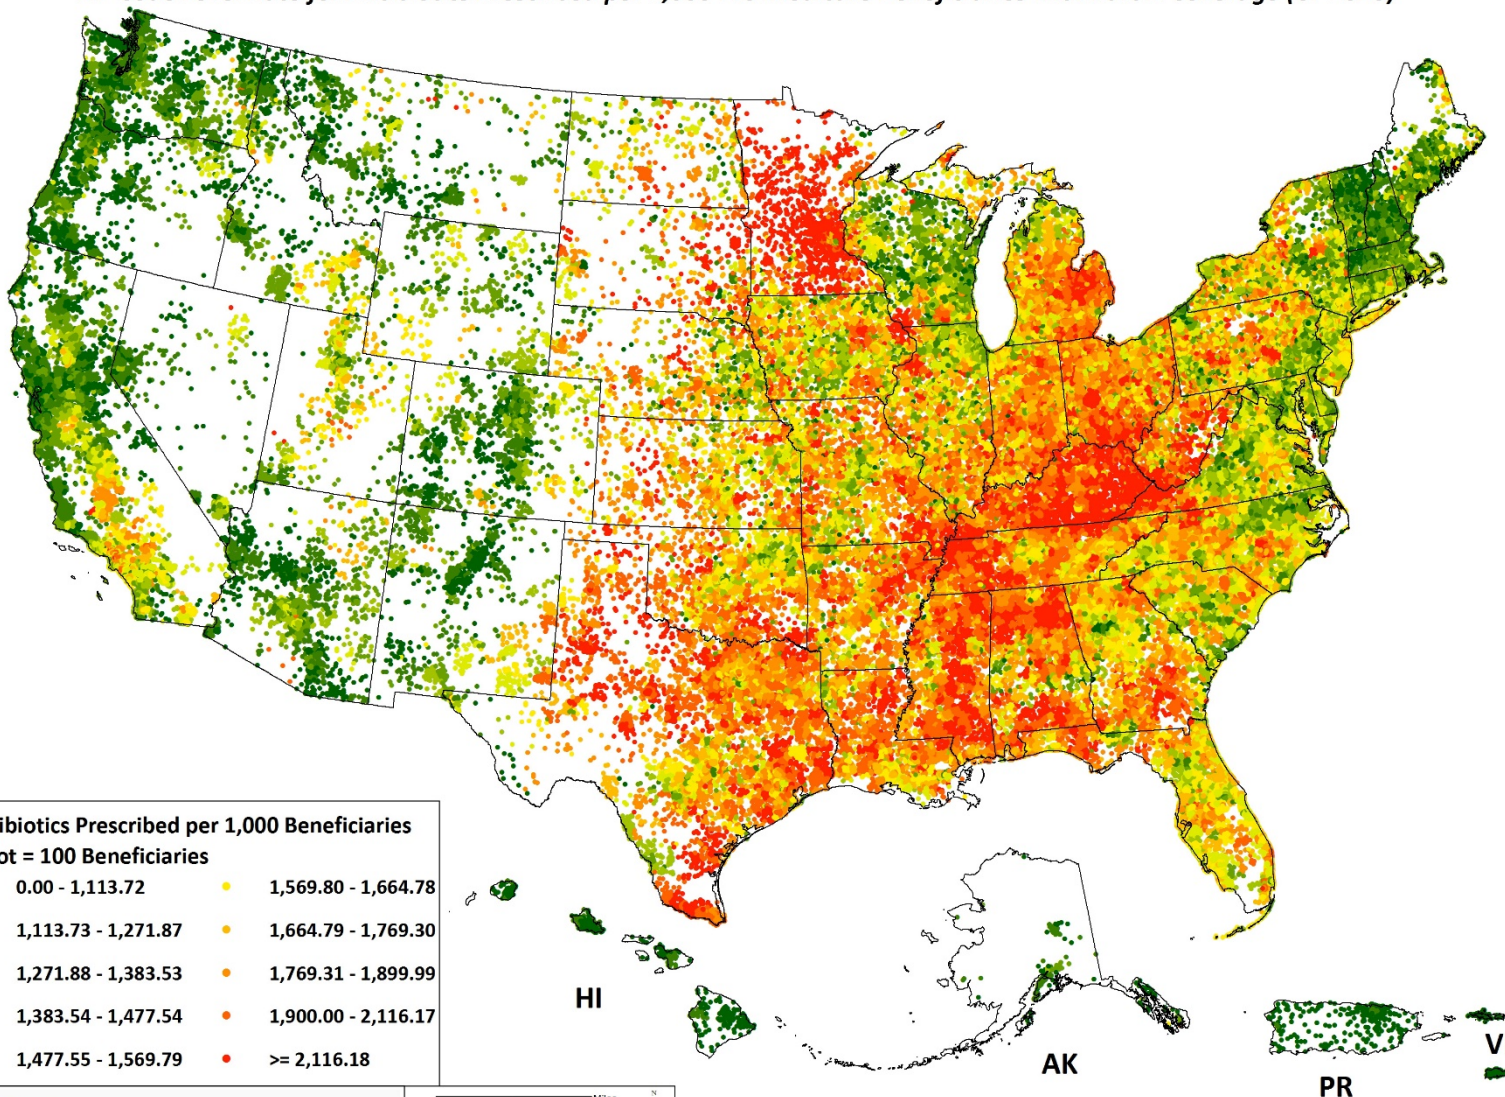 ibiotics Prescribed per 1,000 Beneficiaries
ot = 100 Beneficiaries
0.00 - 1,113.72
1,569.80 - 1,664.78
1,113.73 - 1,271.87
1,664.79 - 1,769.30
1,271.88 - 1,383.53
1,769.31 - 1,899.99
1,383.54 - 1,477.54
1,900.00 - 2,116.17
1,477.55 - 1,569.79
>= 2,116.18
HI
AK
PR
V
N